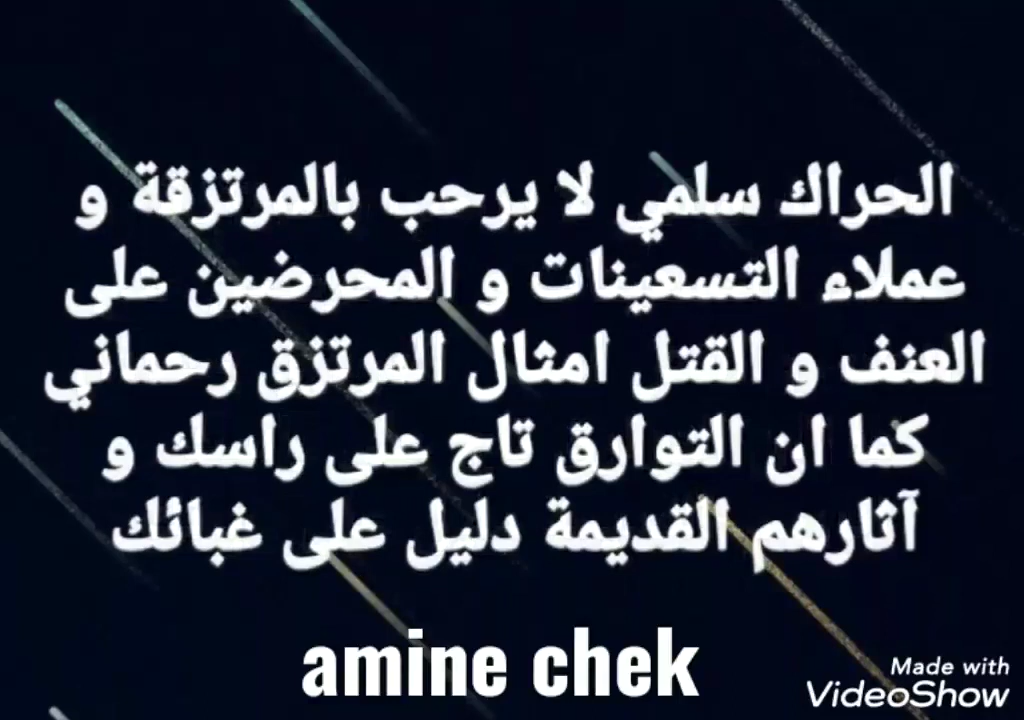 الحراك سلمي لا يرحب بالمرتزقة و
عملاء التسعينات و المحرضين على
العنف و القتل امثال المرتزق رحماني
كما ان التوارق تاج على راسك و
آثارهم القديمة دليل على غبائك
amine chek
Made with
VideoShow